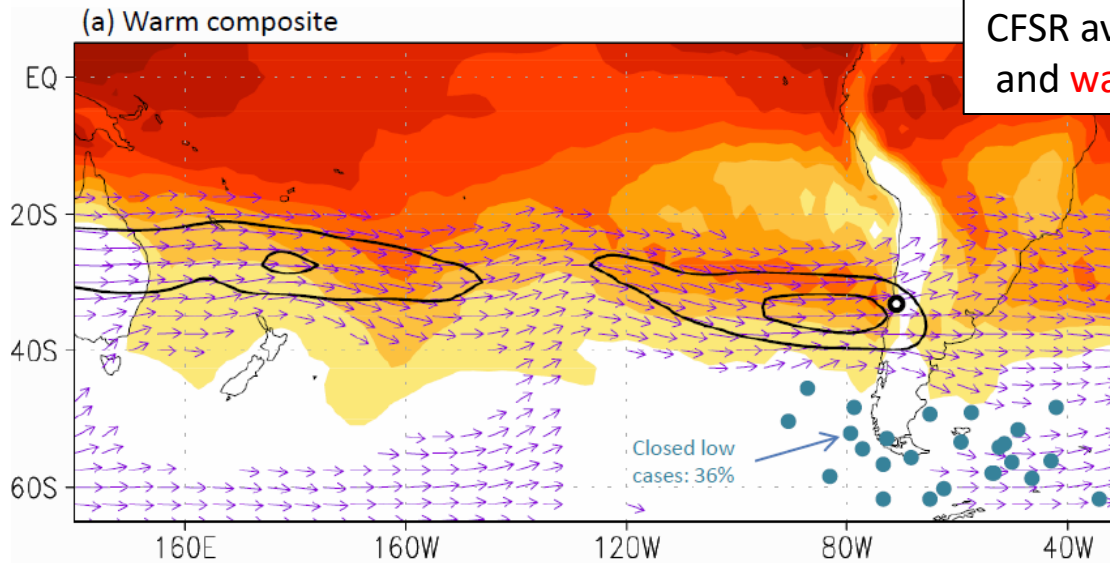 (a) Warm composite
CFSR av
and wa
EQ
20S
40S
60S
Closed low
cases: 36%
160E
160W
120W
80W
40W